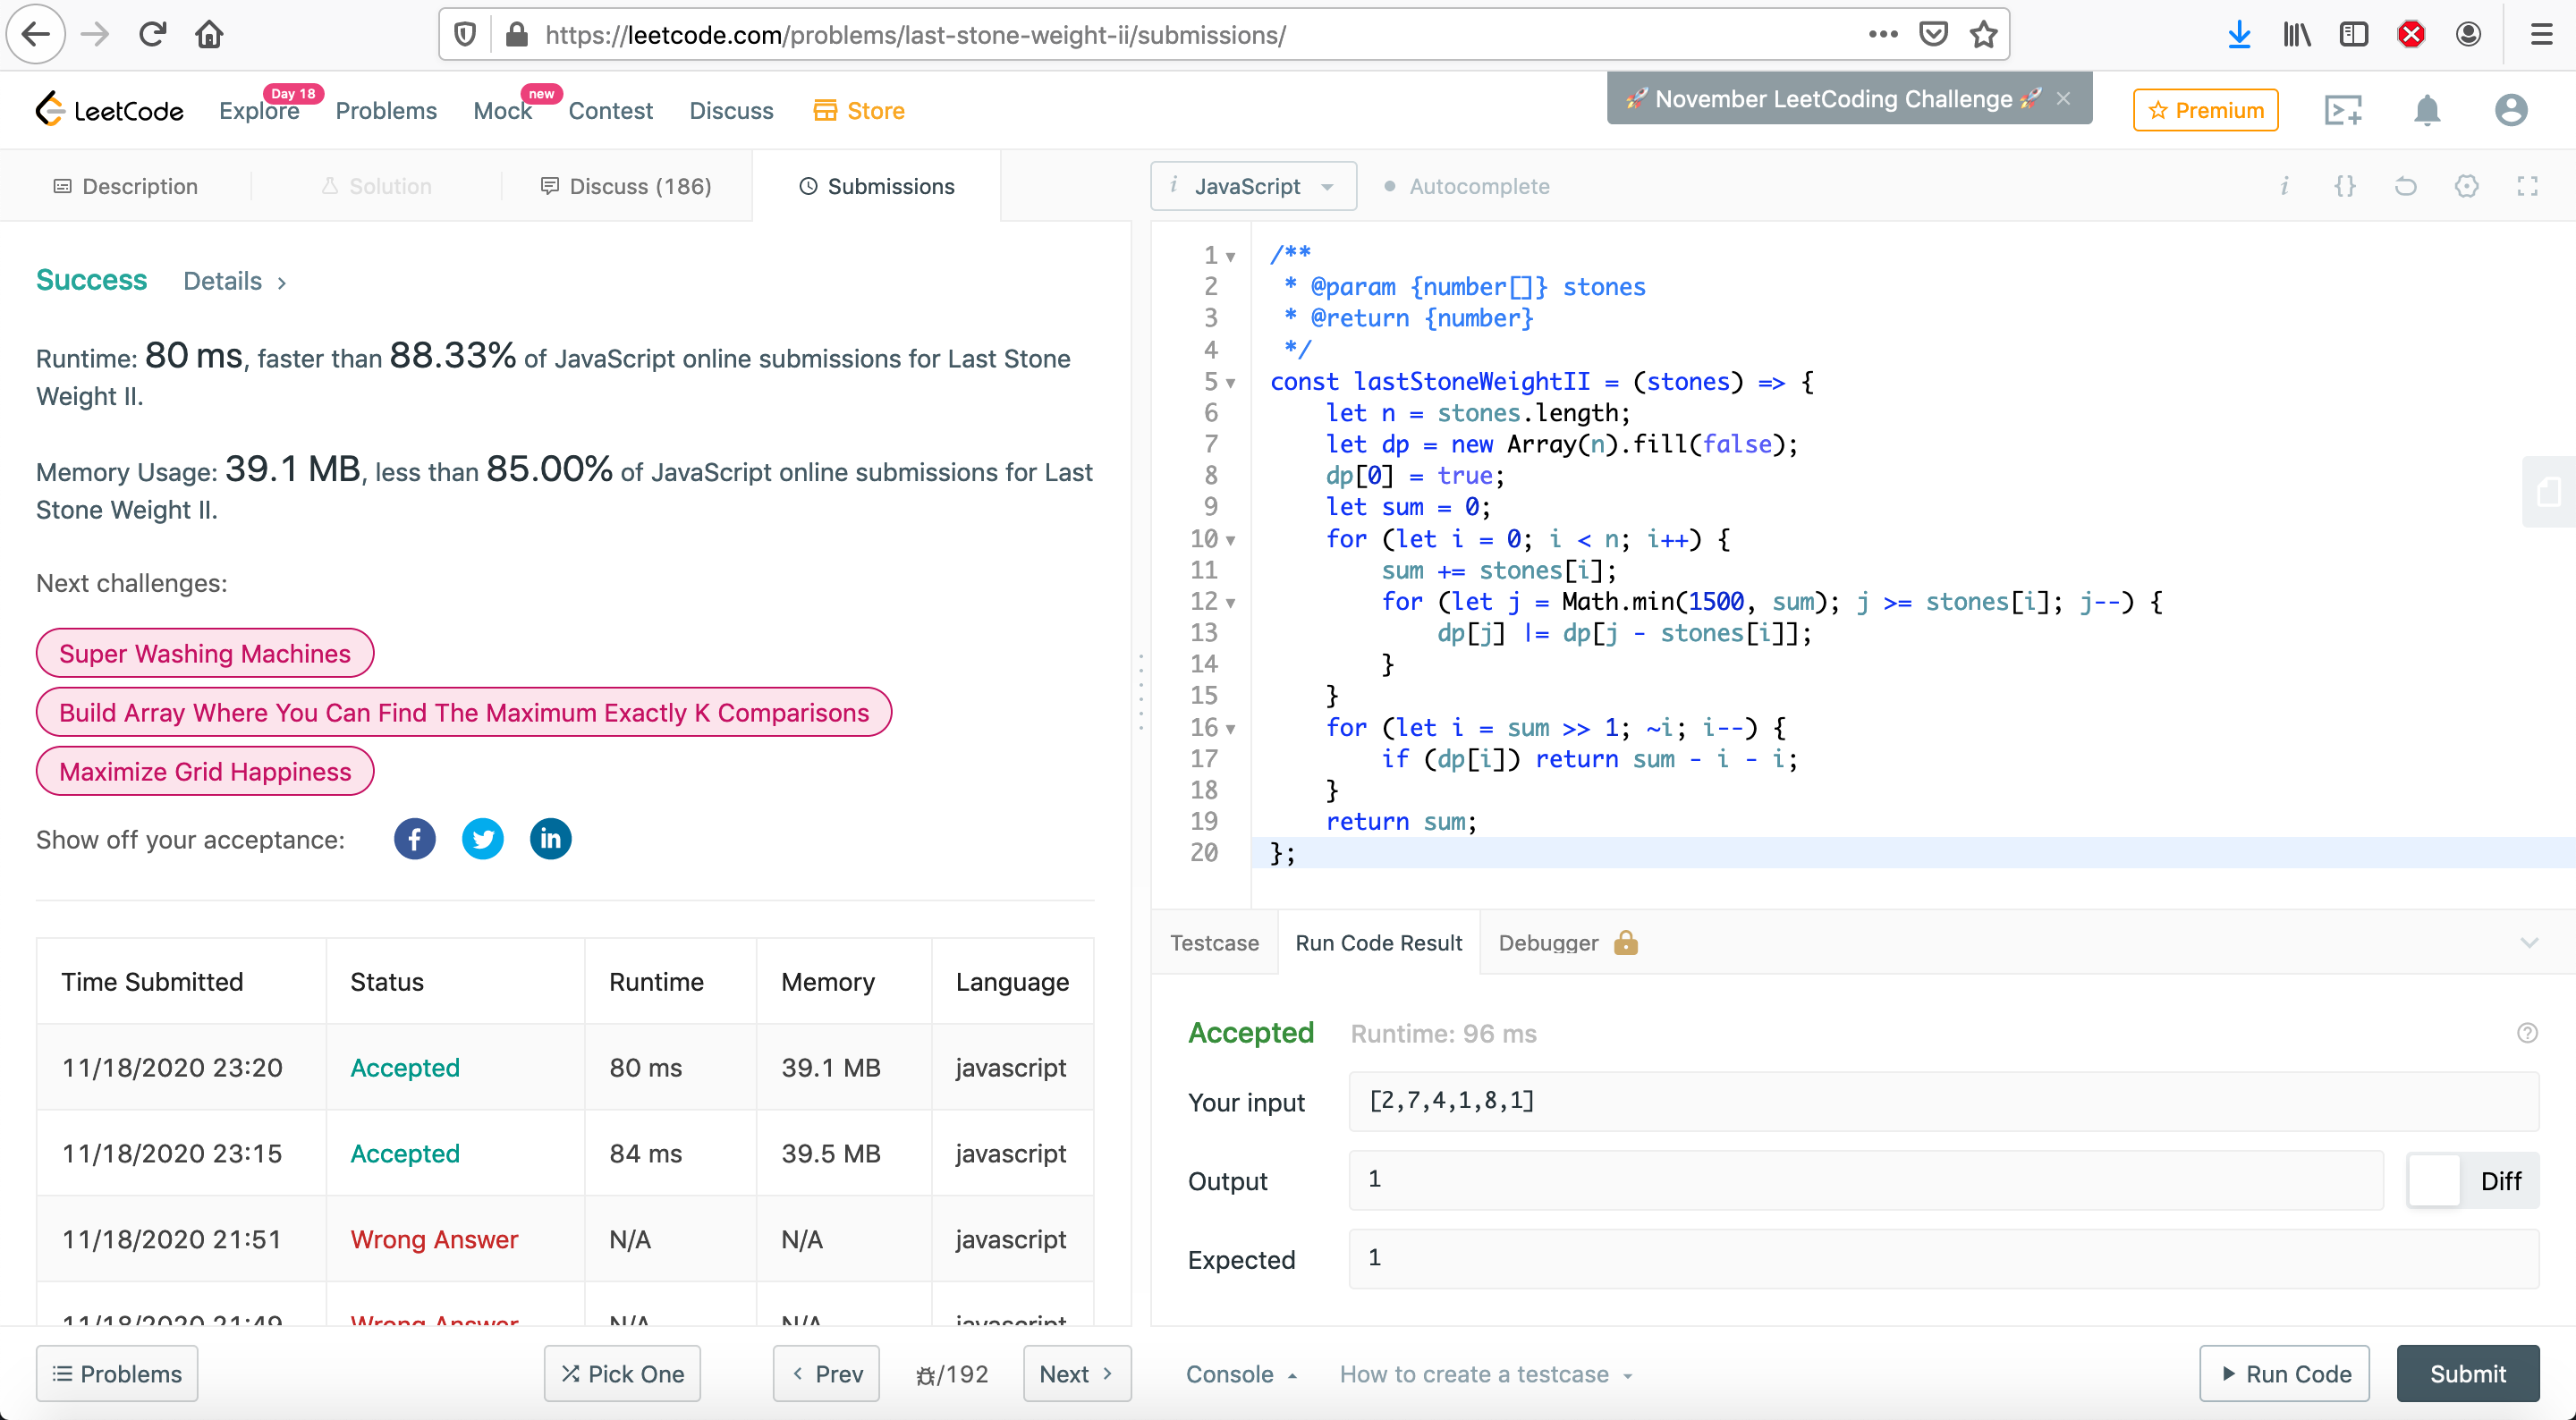 https://leetcode.com/problems/last-stone-weight-ii/submissions/
LeetCode Explore Day 18 Problems Mock new Contest Discuss Store 🚀 November LeetCoding Challenge 🚀 × Premium
Description Solution Discuss (186) Submissions
i JavaScript Autocomplete
Success Details >
Runtime: 80 ms, faster than 88.33% of JavaScript online submissions for Last Stone
Weight II.
Memory Usage: 39.1 MB, less than 85.00% of JavaScript online submissions for Last
Stone Weight II.
Next challenges:
Super Washing Machines
Build Array Where You Can Find The Maximum Exactly K Comparisons
Maximize Grid Happiness
Show off your acceptance:
Time Submitted Status Runtime Memory Language
11/18/2020 23:20 Accepted 80 ms 39.1 MB javascript
11/18/2020 23:15 Accepted 84 ms 39.5 MB javascript
11/18/2020 21:51 Wrong Answer N/A N/A javascript
11/18/2020 21:49 Wrong Answer N/A N/A javascript
1 /**
2 * @param {number[]} stones
3 * @return {number}
4 */
5 const lastStoneWeightII = (stones) => {
6 let n = stones.length;
7 let dp = new Array(n).fill(false);
8 dp[0] = true;
9 let sum = 0;
10 for (let i = 0; i < n; i++) {
11 sum += stones[i];
12 for (let j = Math.min(1500, sum); j >= stones[i]; j--) {
13 dp[j] |= dp[j - stones[i]];
14 }
15 }
16 for (let i = sum >> 1; ~i; i--) {
17 if (dp[i]) return sum - i - i;
18 }
19 return sum;
20 };
Testcase Run Code Result Debugger
Accepted Runtime: 96 ms
Your input [2,7,4,1,8,1]
Output 1 Diff
Expected 1
Problems Pick One < Prev /192 Next > Console How to create a testcase Run Code Submit